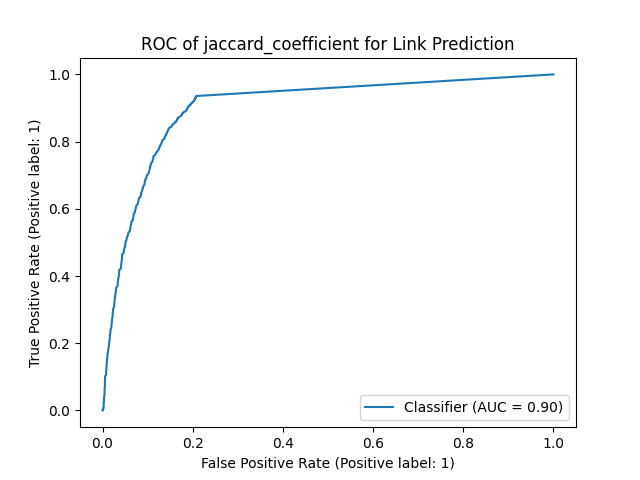 ROC of jaccard_coefficient for Link Prediction
1.0
0.8
0.6
0.4
0.2
0.0
True Positive Rate (Positive label: 1)
Classifier (AUC = 0.90)
0.0 0.2 0.4 0.6 0.8 1.0
False Positive Rate (Positive label: 1)